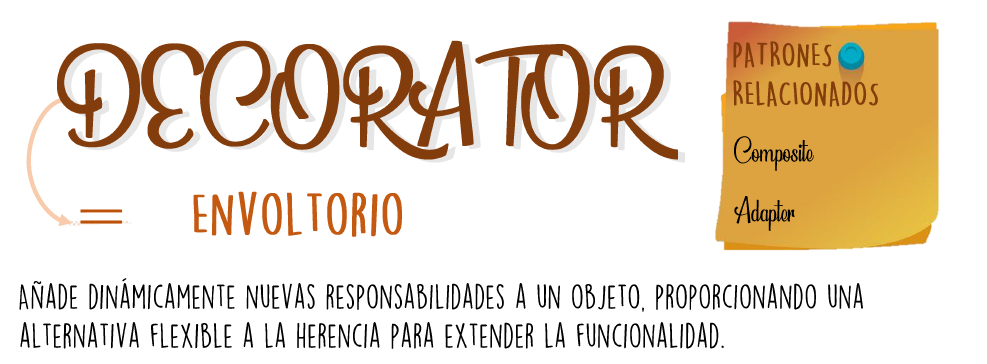 DECORATOR
=
ENVOLTORIO
PATRONES
RELACIONADOS
Composite
Adapter
AÑADE DINÁMICAMENTE NUEVAS RESPONSABILIDADES A UN OBJETO, PROPORCIONANDO UNA
ALTERNATIVA FLEXIBLE A LA HERENCIA PARA EXTENDER LA FUNCIONALIDAD.